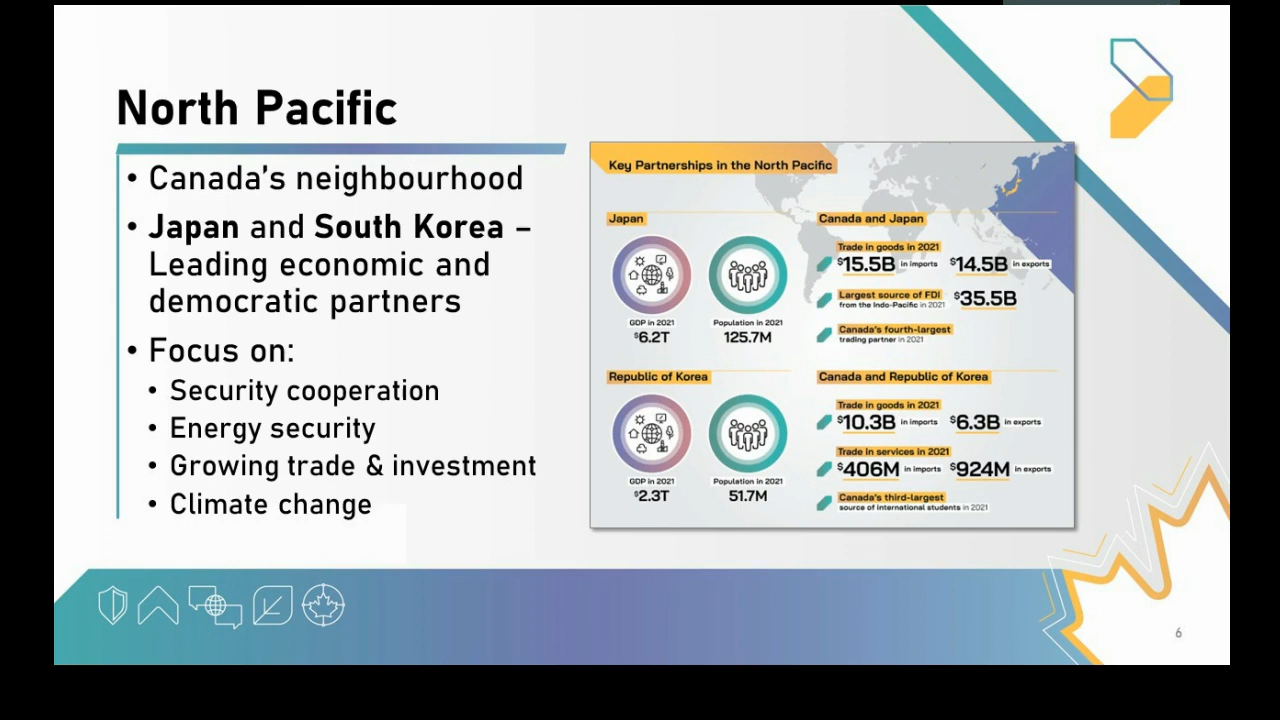 North Pacific
• Canada's neighbourhood
• Japan and South Korea –
Leading economic and
democratic partners
• Focus on:
• Security cooperation
• Energy security
• Growing trade & investment
• Climate change
Key Partnerships in the North Pacific
Japan
GDP in 2021
$6.2T
Population in 2021
125.7M
Canada and Japan
Trade in goods in 2021
$15.5B in imports $14.5B in exports
Largest source of FDI
from the Indo-Pacific in 2021
$35.5B
Canada's fourth-largest
trading partner in 2021
Republic of Korea
GDP in 2021
$2.3T
Population in 2021
51.7M
Canada and Republic of Korea
Trade in goods in 2021
$10.3B in imports $6.3B in exports
Trade in services in 2021
$406M in imports $924M in exports
Canada's third-largest
source of international students in 2021
6